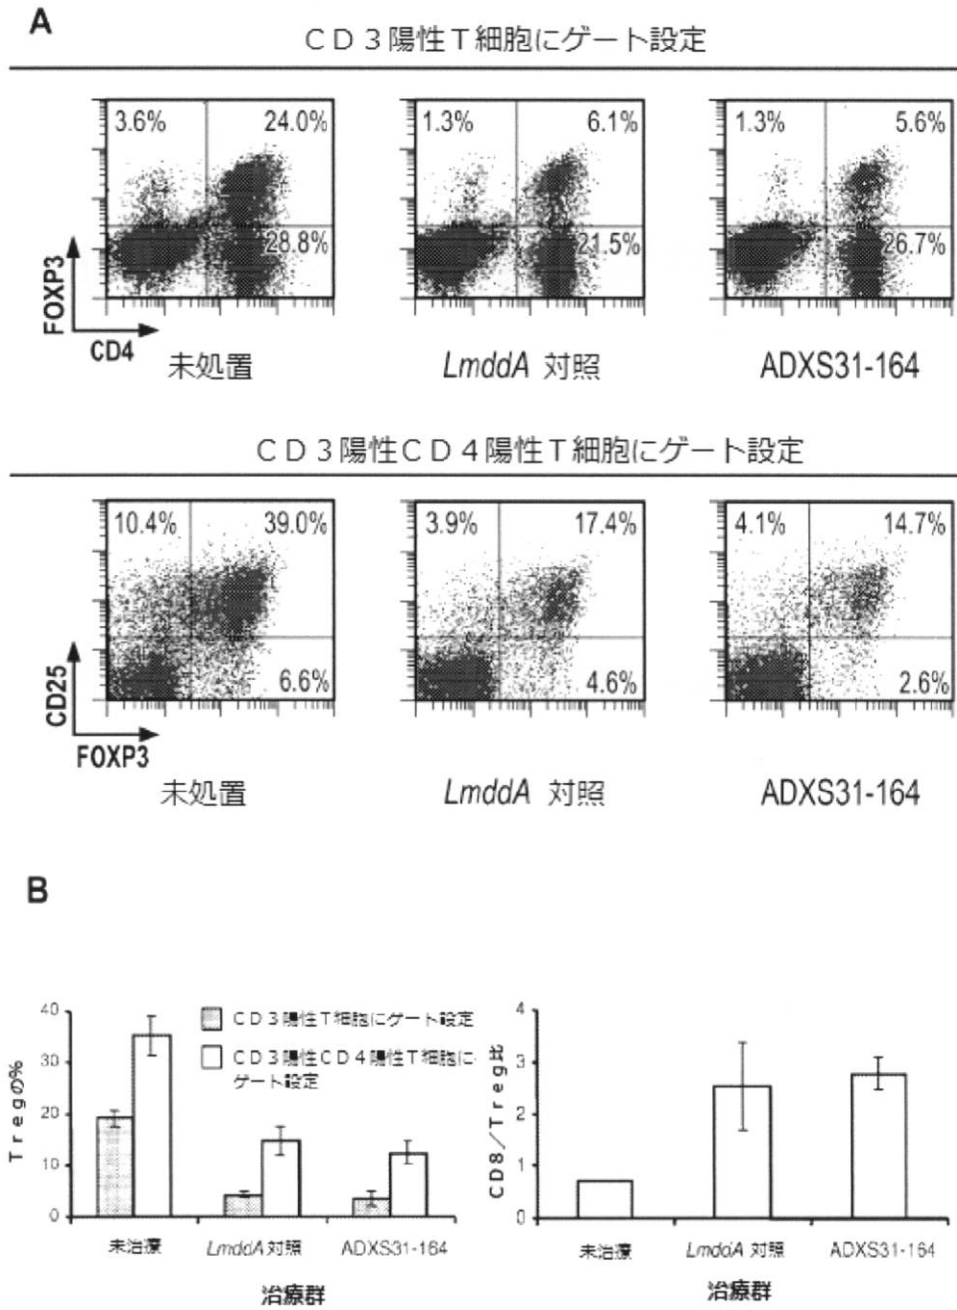 A
CD3陽性T細胞にゲート設定
3.6% 24.0%
28.8%
1.3% 6.1%
21.5%
1.3% 5.6%
26.7%
FOXP3
CD4
未処置
LmddA 対照
ADXS31-164
CD3陽性CD4陽性T細胞にゲート設定
10.4% 39.0%
6.6%
3.9% 17.4%
4.6%
4.1% 14.7%
2.6%
CD25
FOXP3
未処置
LmddA 対照
ADXS31-164
B
Tregの%
40
30
20
10
0
CD3陽性T細胞にゲート設定
CD3陽性CD4陽性T細胞に
ゲート設定
未治療
LmddA 対照
ADXS31-164
治療群
CD8/Treg比
4
3
2
1
0
未治療
LmddA 対照
ADXS31-164
治療群